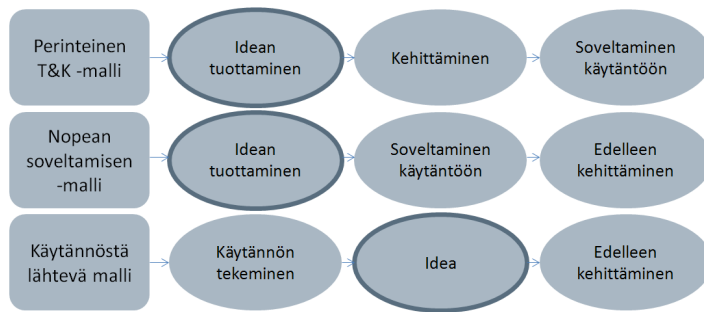 Perinteinen
T&K -malli
Idean
tuottaminen
Kehittäminen
Soveltaminen
käytäntöön
Nopean
soveltamisen
-malli
Idean
tuottaminen
Soveltaminen
käytäntöön
Edelleen
kehittäminen
Käytännöstä
lähtevä malli
Käytännön
tekeminen
Idea
Edelleen
kehittäminen